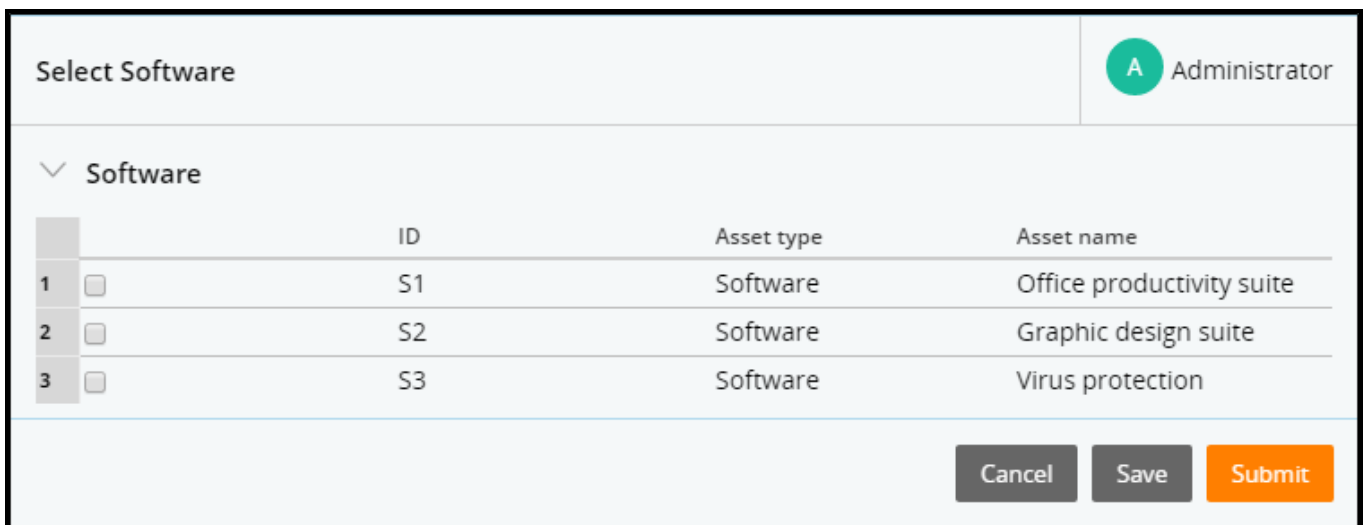 Select Software
A Administrator
Software
ID Asset type Asset name
1 S1 Software Office productivity suite
2 S2 Software Graphic design suite
3 S3 Software Virus protection
Cancel Save Submit